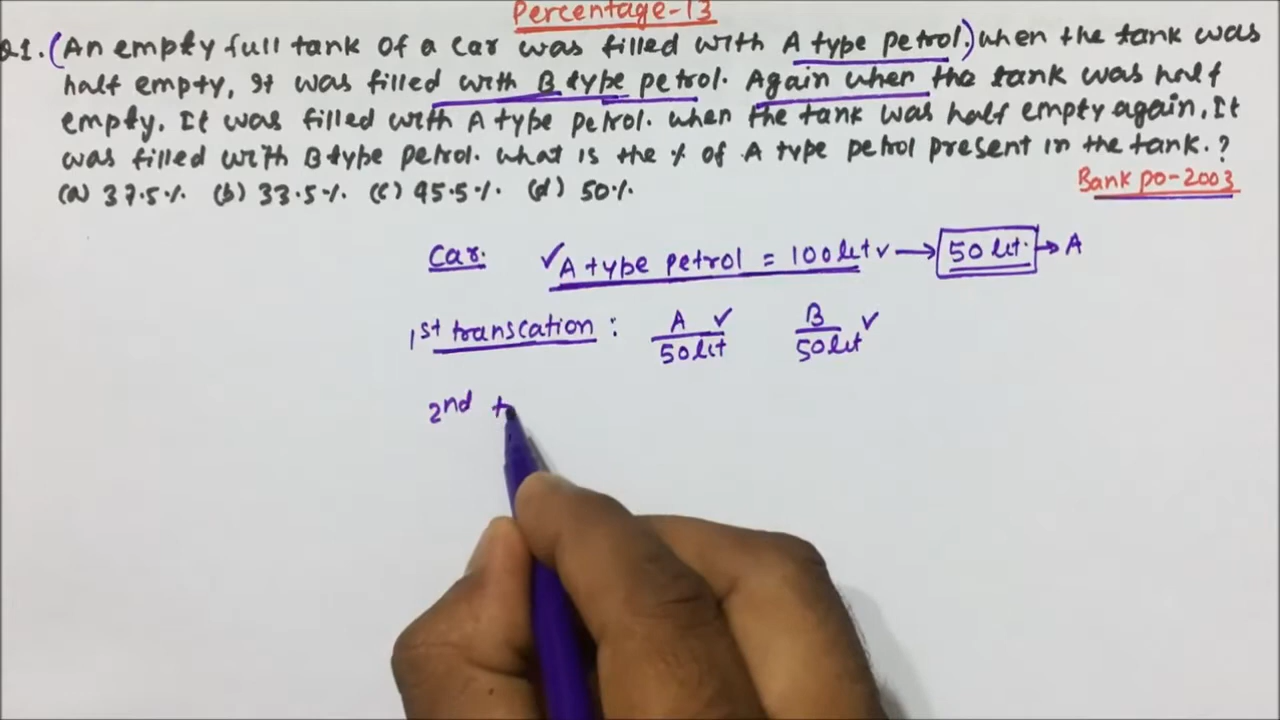 Percentage-13
Q1. (An empty full tank of a car was filled with A type petrol.) when the tank was
half empty, It was filled with B type petrol. Again when the tank was half
empty. It was filled with A type petrol. when the tank was half empty again, It
was filled with B type petrol. what is the % of A type petrol present in the tank.?
(a) 37.5% (b) 33.5% (c) 45.5% (d) 50%
Bank po-2003
Car. ✓A type petrol = 100 let ✓ → 50 let. → A
1st transcation : A ✓ B ✓
50 let 50 let
2nd t